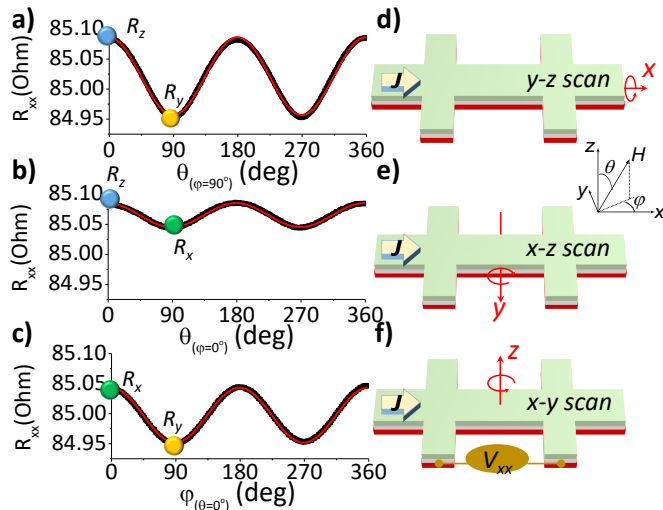 a)
R_z
85.10
85.05
85.00
84.95
R_xx(Ohm)
R_y
0 90 180 270 360
θ_(φ=90°) (deg)
b)
R_z
85.10
85.05
85.00
84.95
R_xx(Ohm)
R_x
0 90 180 270 360
θ_(φ=0°) (deg)
c)
R_x
85.10
85.05
85.00
84.95
R_xx(Ohm)
R_y
0 90 180 270 360
φ_(θ=0°) (deg)
d)
J
y-z scan
x
z
θ
H
y
φ
x
e)
J
x-z scan
y
f)
z
J
x-y scan
V_xx